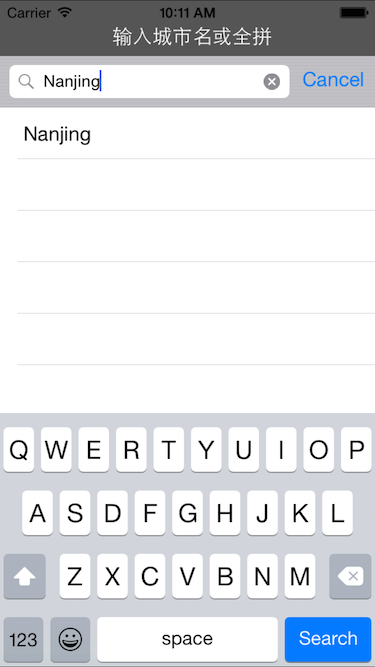 Carrier 10:11 AM
输入城市名或全拼
Nanjing Cancel
Nanjing
Q W E R T Y U I O P
A S D F G H J K L
Z X C V B N M
123 space Search